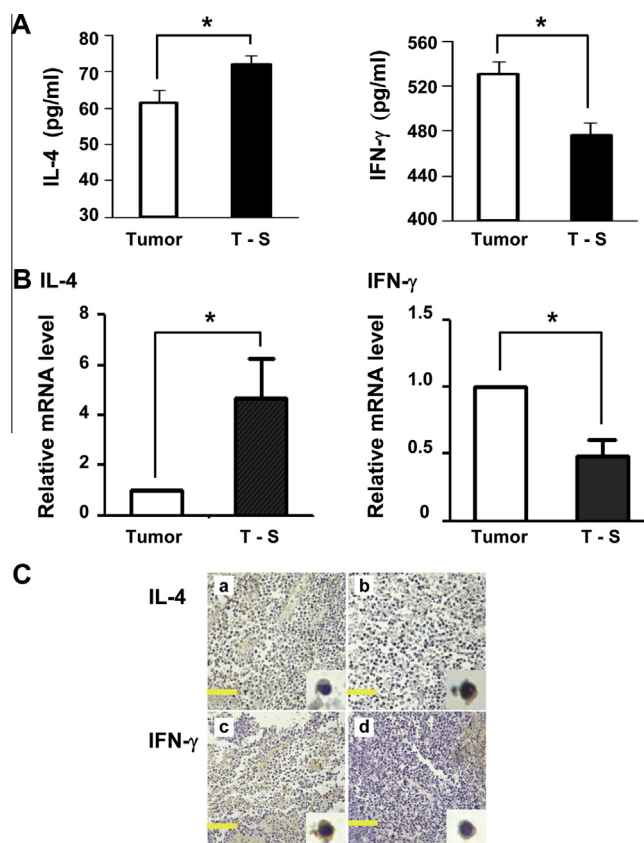 A
IL-4 (pg/ml)
80
70
60
50
40
30
*
Tumor
T - S
IFN-γ (pg/ml)
560
520
480
440
400
*
Tumor
T - S
B
IL-4
Relative mRNA level
8
6
4
2
0
*
Tumor
T - S
IFN-γ
Relative mRNA level
1.5
1.0
0.5
0
*
Tumor
T - S
C
IL-4
a
b
IFN-γ
c
d